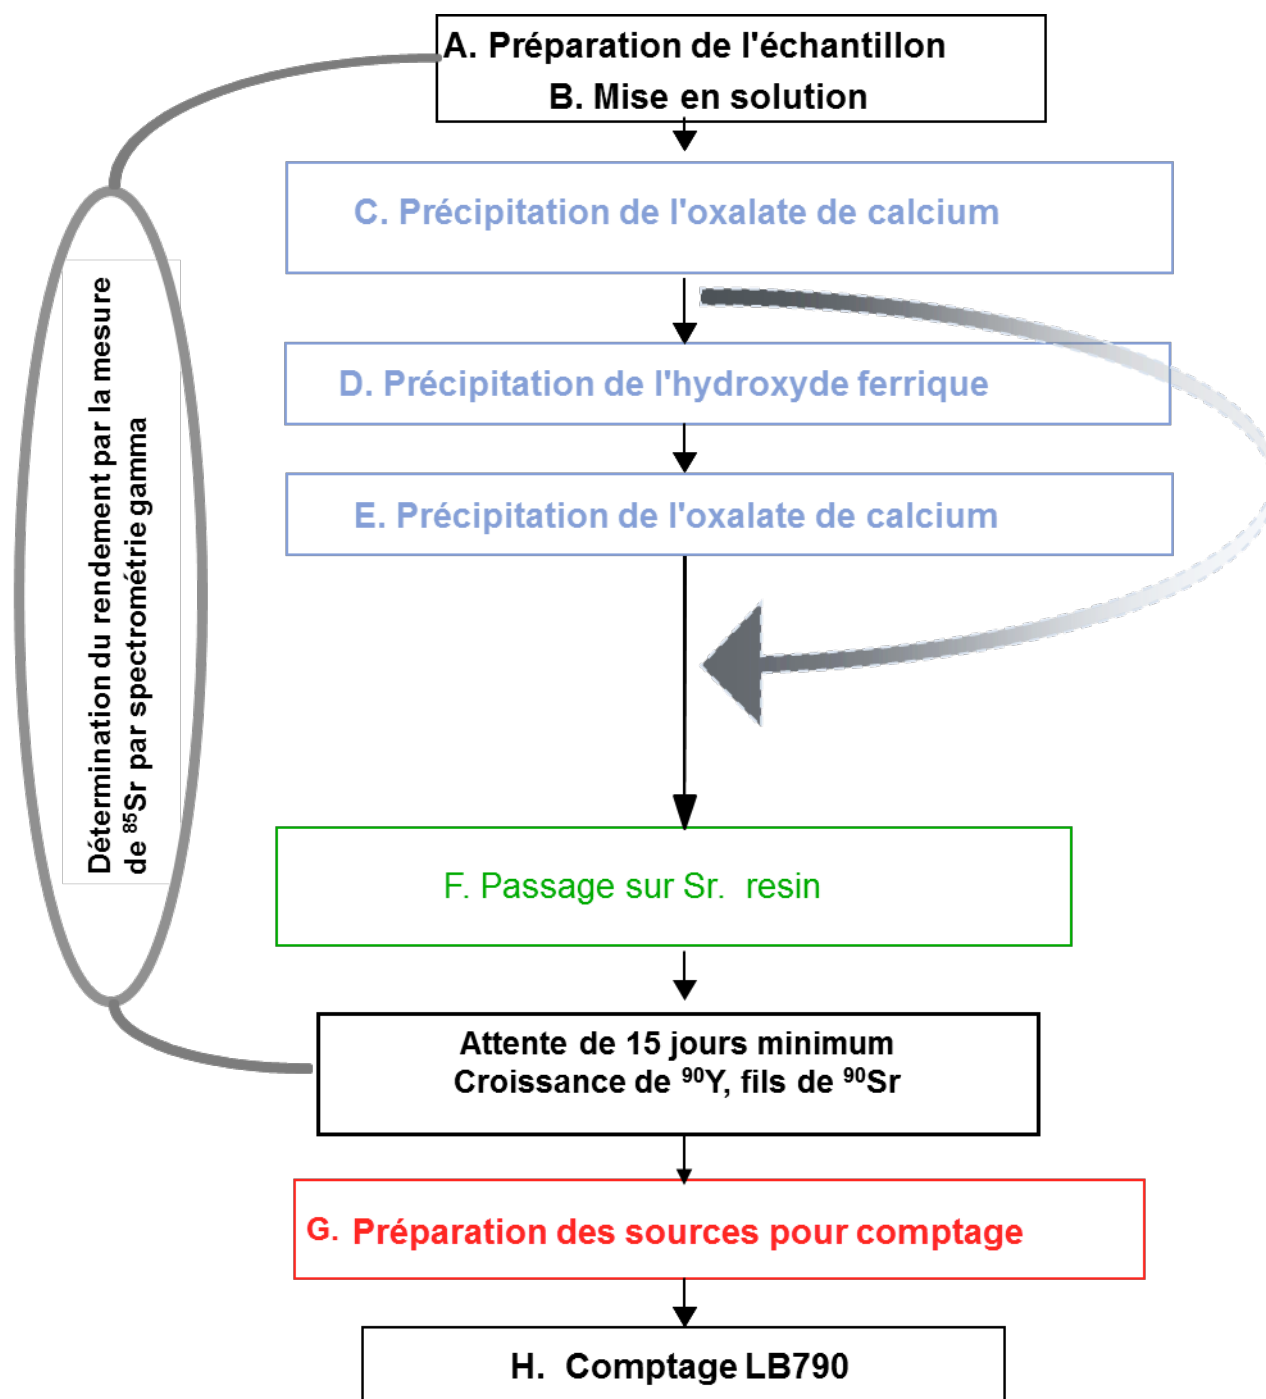 A. Préparation de l'échantillon
B. Mise en solution
C. Précipitation de l'oxalate de calcium
D. Précipitation de l'hydroxyde ferrique
E. Précipitation de l'oxalate de calcium
Détermination du rendement par la mesure
de ⁸⁵Sr par spectrométrie gamma
F. Passage sur Sr. resin
Attente de 15 jours minimum
Croissance de ⁹⁰Y, fils de ⁹⁰Sr
G. Préparation des sources pour comptage
H. Comptage LB790